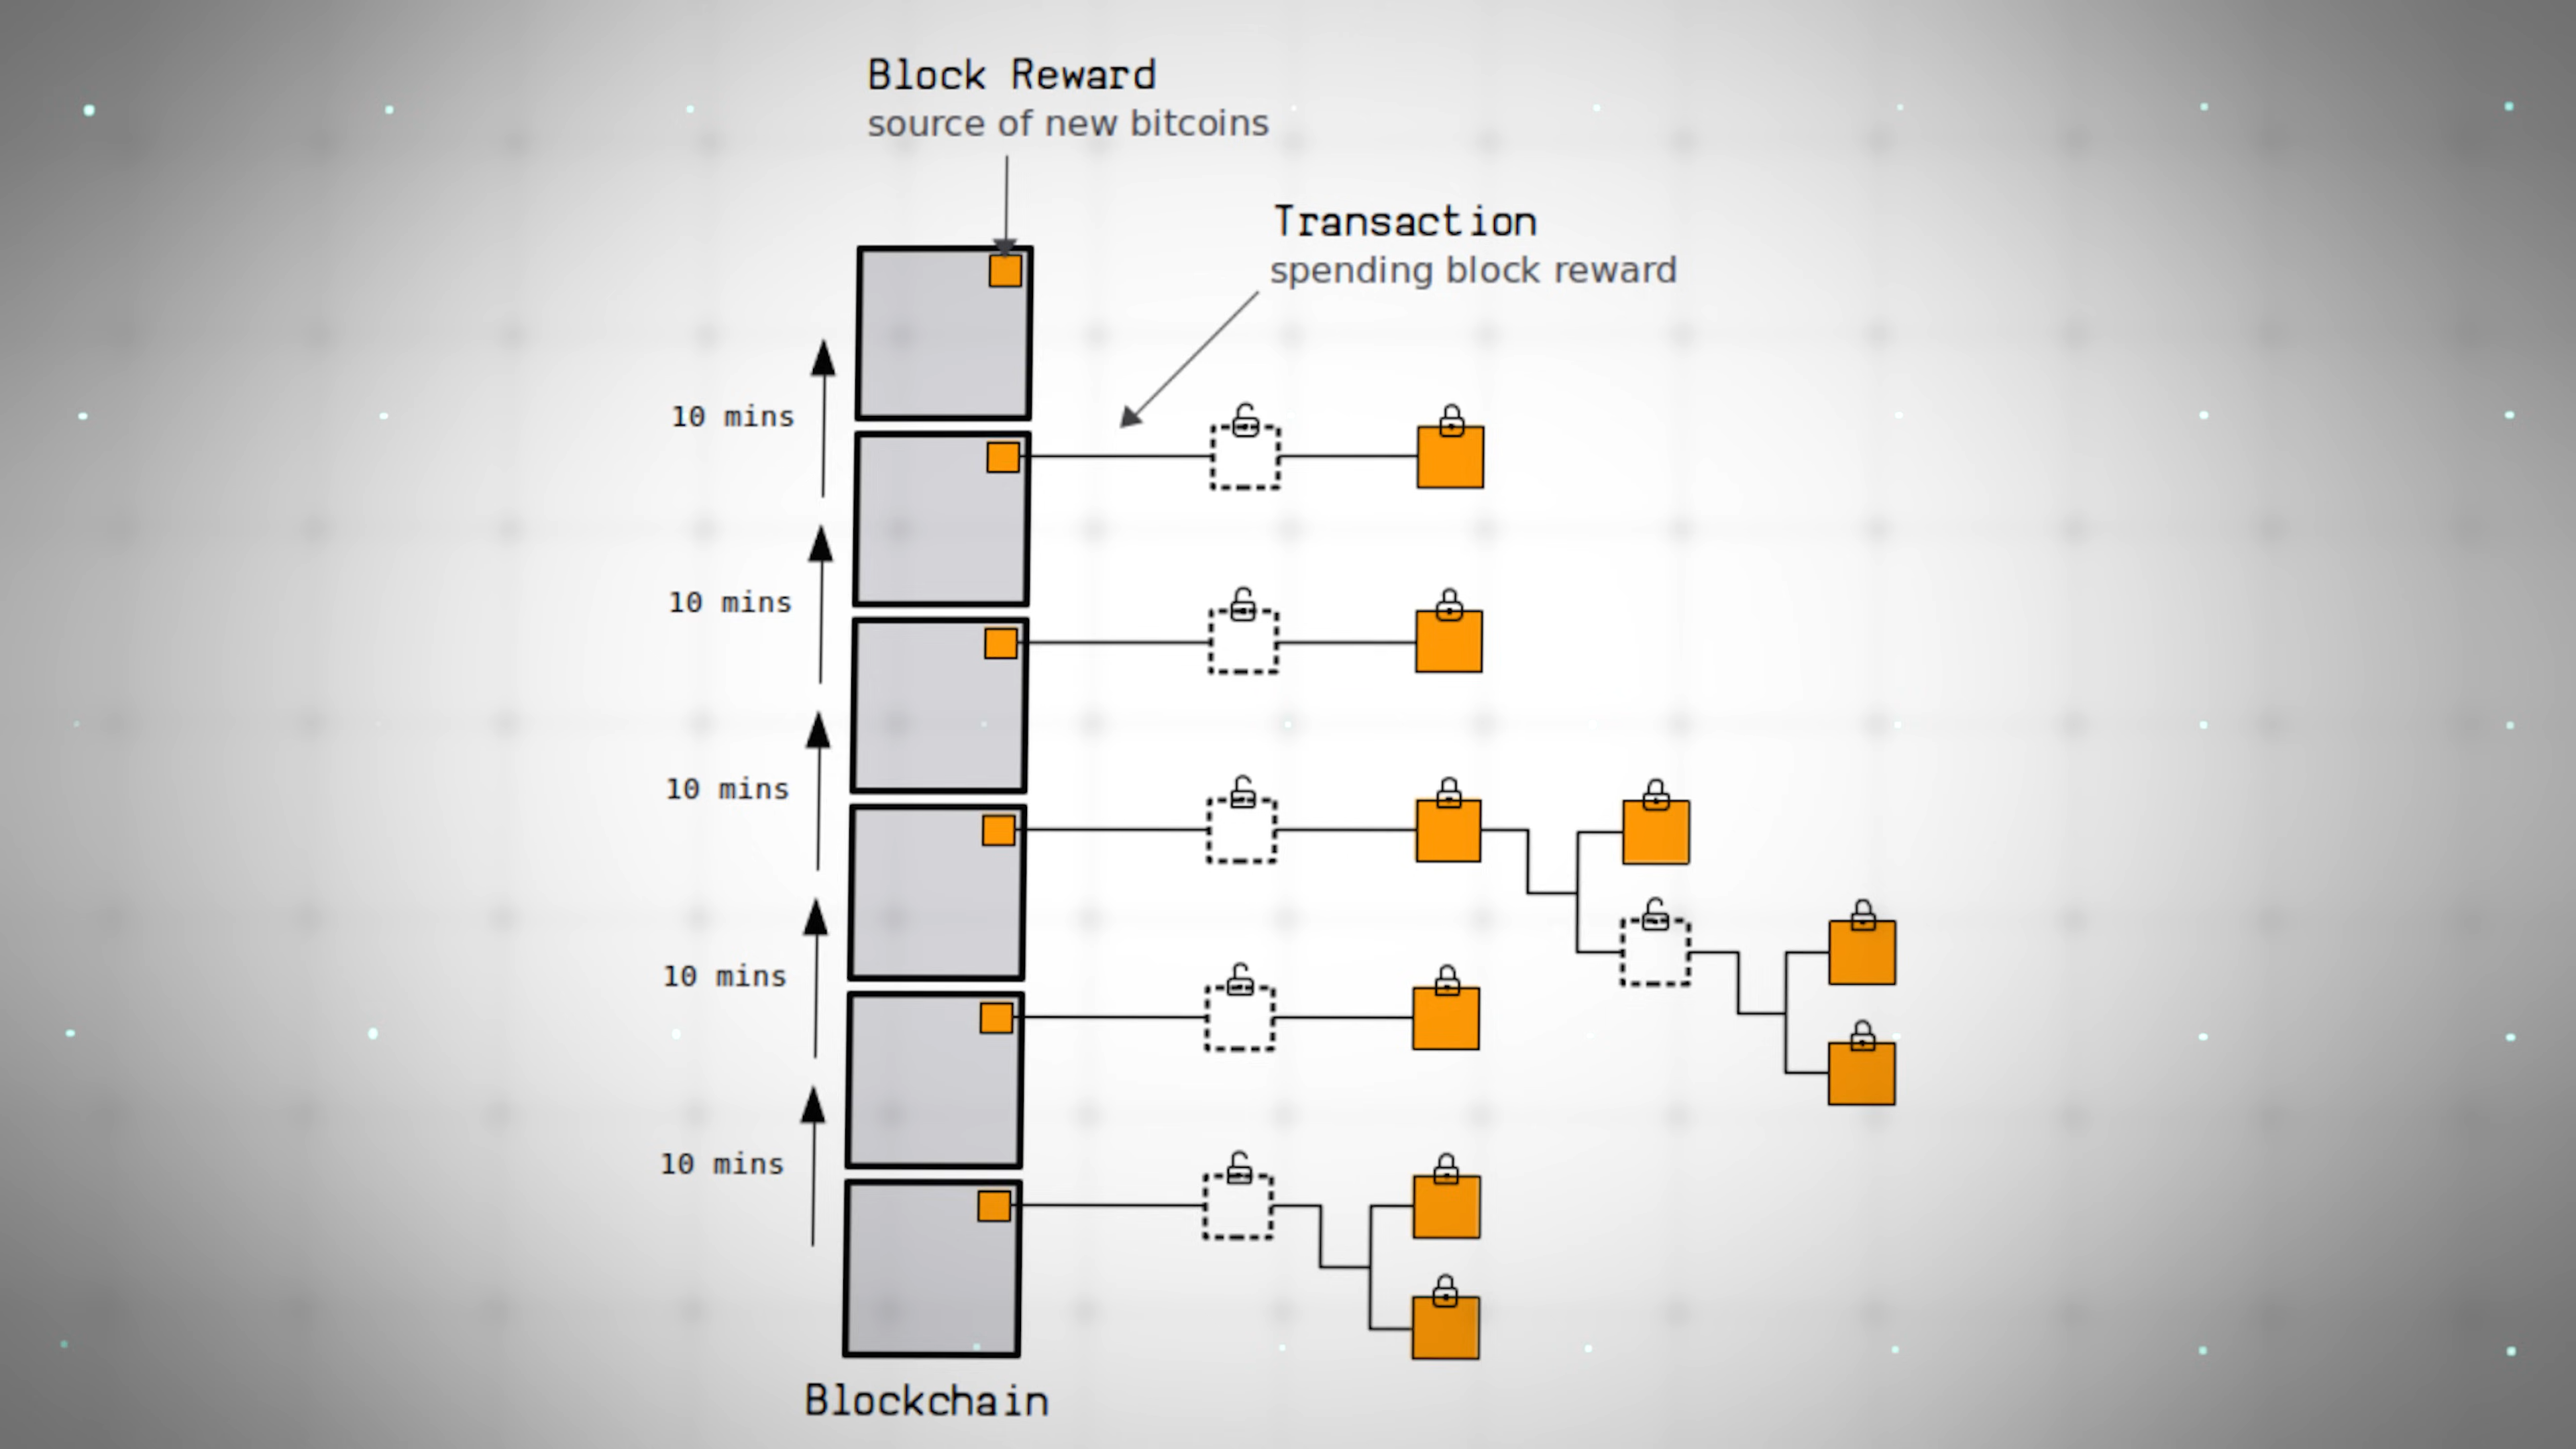 Block Reward
source of new bitcoins
Transaction
spending block reward
10 mins
10 mins
10 mins
10 mins
10 mins
Blockchain